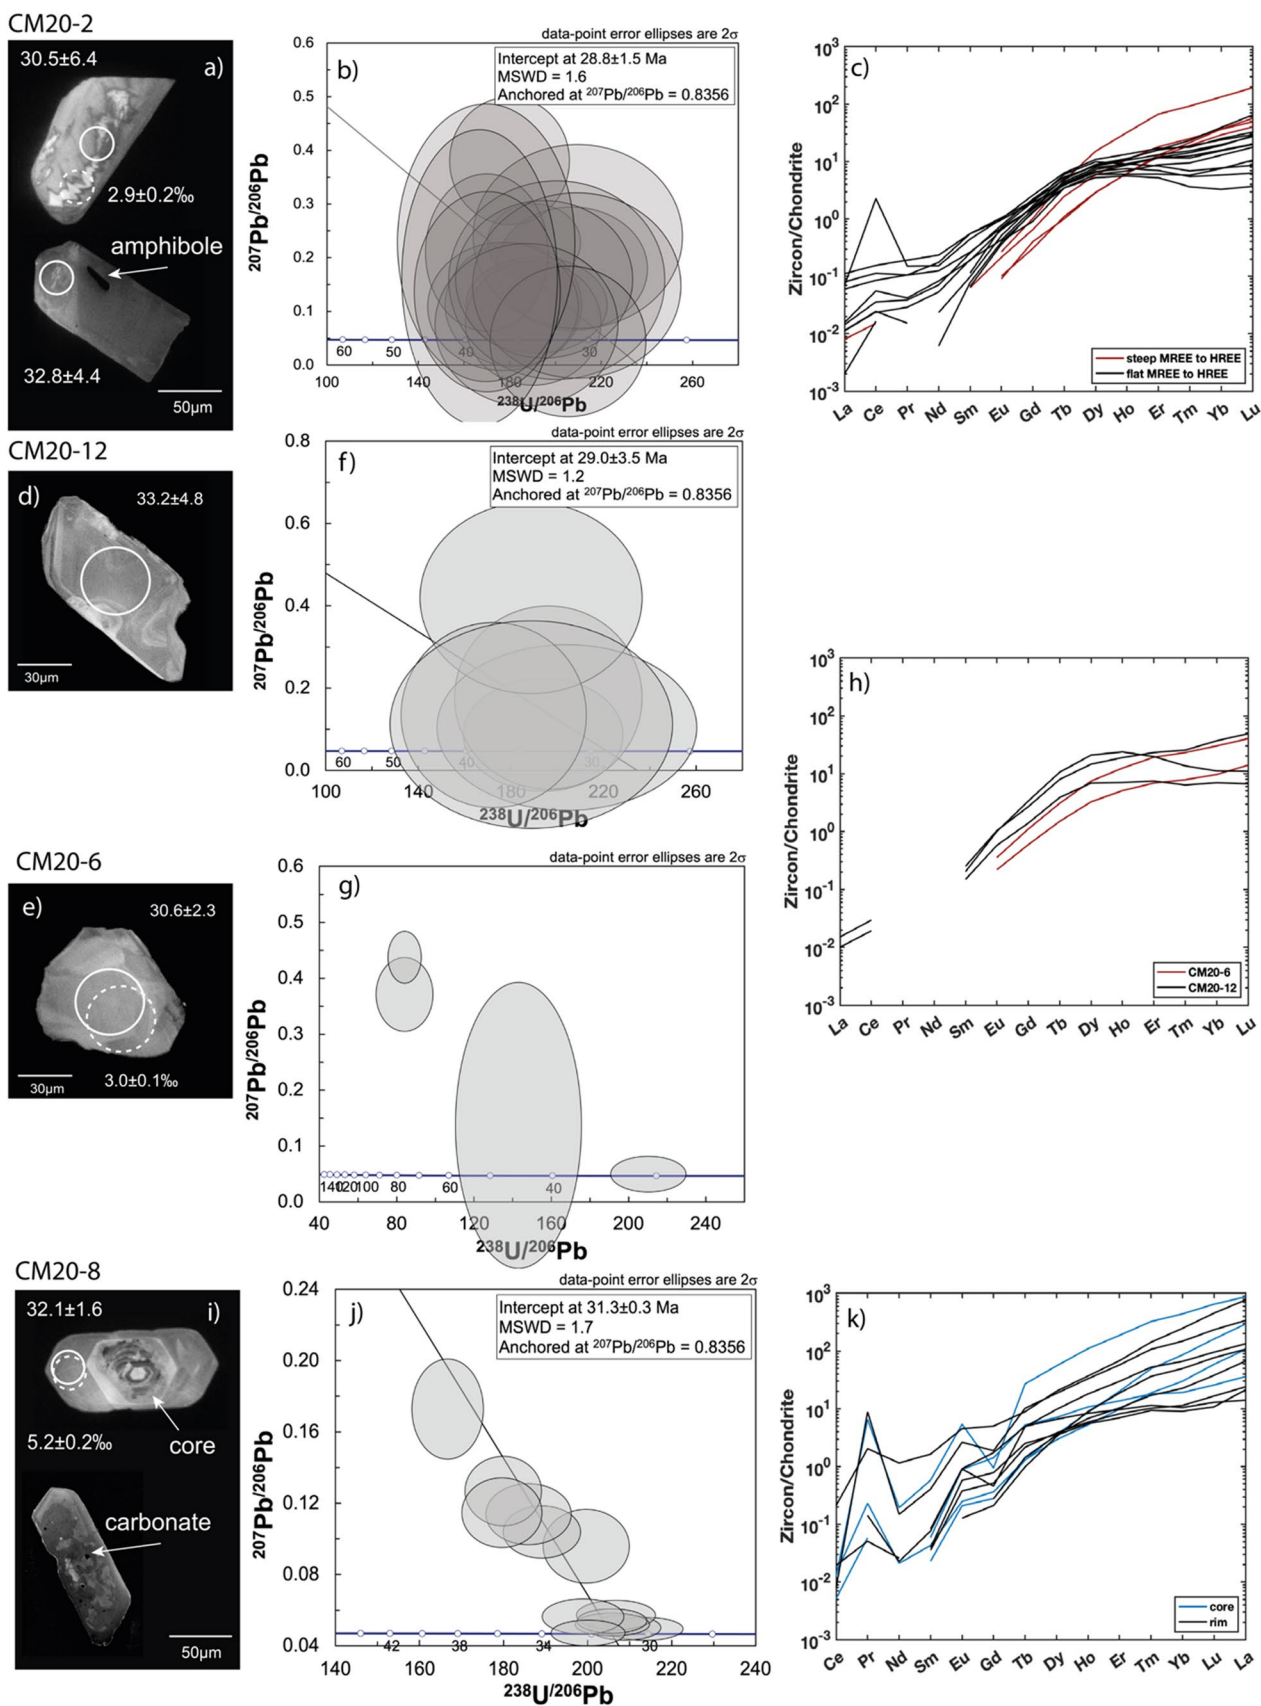 CM20-2
30.5±6.4
a)
2.9±0.2‰
amphibole
32.8±4.4
50µm
data-point error ellipses are 2σ
b)
Intercept at 28.8±1.5 Ma
MSWD = 1.6
Anchored at ²⁰⁷Pb/²⁰⁶Pb = 0.8356
0.6
0.5
0.4
0.3
0.2
0.1
0.0
²⁰⁷Pb/²⁰⁶Pb
60 50 40 30
100 140 180 220 260
²³⁸U/²⁰⁶Pb
c)
10³
10²
10¹
10⁰
10⁻¹
10⁻²
10⁻³
Zircon/Chondrite
steep MREE to HREE
flat MREE to HREE
La Ce Pr Nd Sm Eu Gd Tb Dy Ho Er Tm Yb Lu
CM20-12
d)
33.2±4.8
30µm
data-point error ellipses are 2σ
f)
Intercept at 29.0±3.5 Ma
MSWD = 1.2
Anchored at ²⁰⁷Pb/²⁰⁶Pb = 0.8356
0.8
0.6
0.4
0.2
0.0
²⁰⁷Pb/²⁰⁶Pb
60 50 40 30
100 140 180 220 260
²³⁸U/²⁰⁶Pb
h)
10³
10²
10¹
10⁰
10⁻¹
10⁻²
10⁻³
Zircon/Chondrite
CM20-6
CM20-12
La Ce Pr Nd Sm Eu Gd Tb Dy Ho Er Tm Yb Lu
CM20-6
e)
30.6±2.3
30µm
3.0±0.1‰
data-point error ellipses are 2σ
g)
0.6
0.5
0.4
0.3
0.2
0.1
0.0
²⁰⁷Pb/²⁰⁶Pb
140 120 100 80 60 40
40 80 120 160 200 240
²³⁸U/²⁰⁶Pb
CM20-8
32.1±1.6
i)
5.2±0.2‰
core
carbonate
50µm
data-point error ellipses are 2σ
j)
Intercept at 31.3±0.3 Ma
MSWD = 1.7
Anchored at ²⁰⁷Pb/²⁰⁶Pb = 0.8356
0.24
0.20
0.16
0.12
0.08
0.04
²⁰⁷Pb/²⁰⁶Pb
42 38 34 30
140 160 180 200 220 240
²³⁸U/²⁰⁶Pb
k)
10³
10²
10¹
10⁰
10⁻¹
10⁻²
10⁻³
Zircon/Chondrite
core
rim
Ce Pr Nd Sm Eu Gd Tb Dy Ho Er Tm Yb Lu La